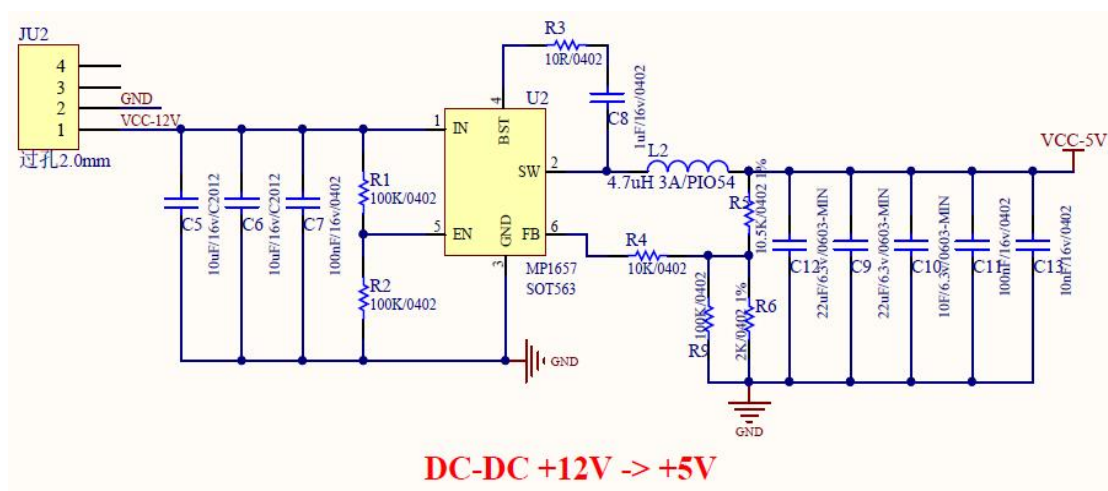 JU2
4
3
GND
2
VCC-12V
1
过孔2.0mm
R3
10R/0402
C8
1uF/16v/0402
U2
4
BST
1
IN
SW
2
5
EN
GND
3
FB
6
MP1657
SOT563
L2
4.7uH 3A/PIO54
VCC-5V
C5
10uF/16v/C2012
C6
10uF/16v/C2012
C7
100nF/16v/0402
R1
100K/0402
R2
100K/0402
R4
10K/0402
R5
10.5K/0402 1%
R9
100K/0402
R6
2K/0402 1%
C12
22uF/6.3v/0603-MIN
C9
22uF/6.3v/0603-MIN
C10
10F/6.3v/0603-MIN
C11
100nF/16v/0402
C13
10nF/16v/0402
GND
GND
DC-DC +12V -> +5V